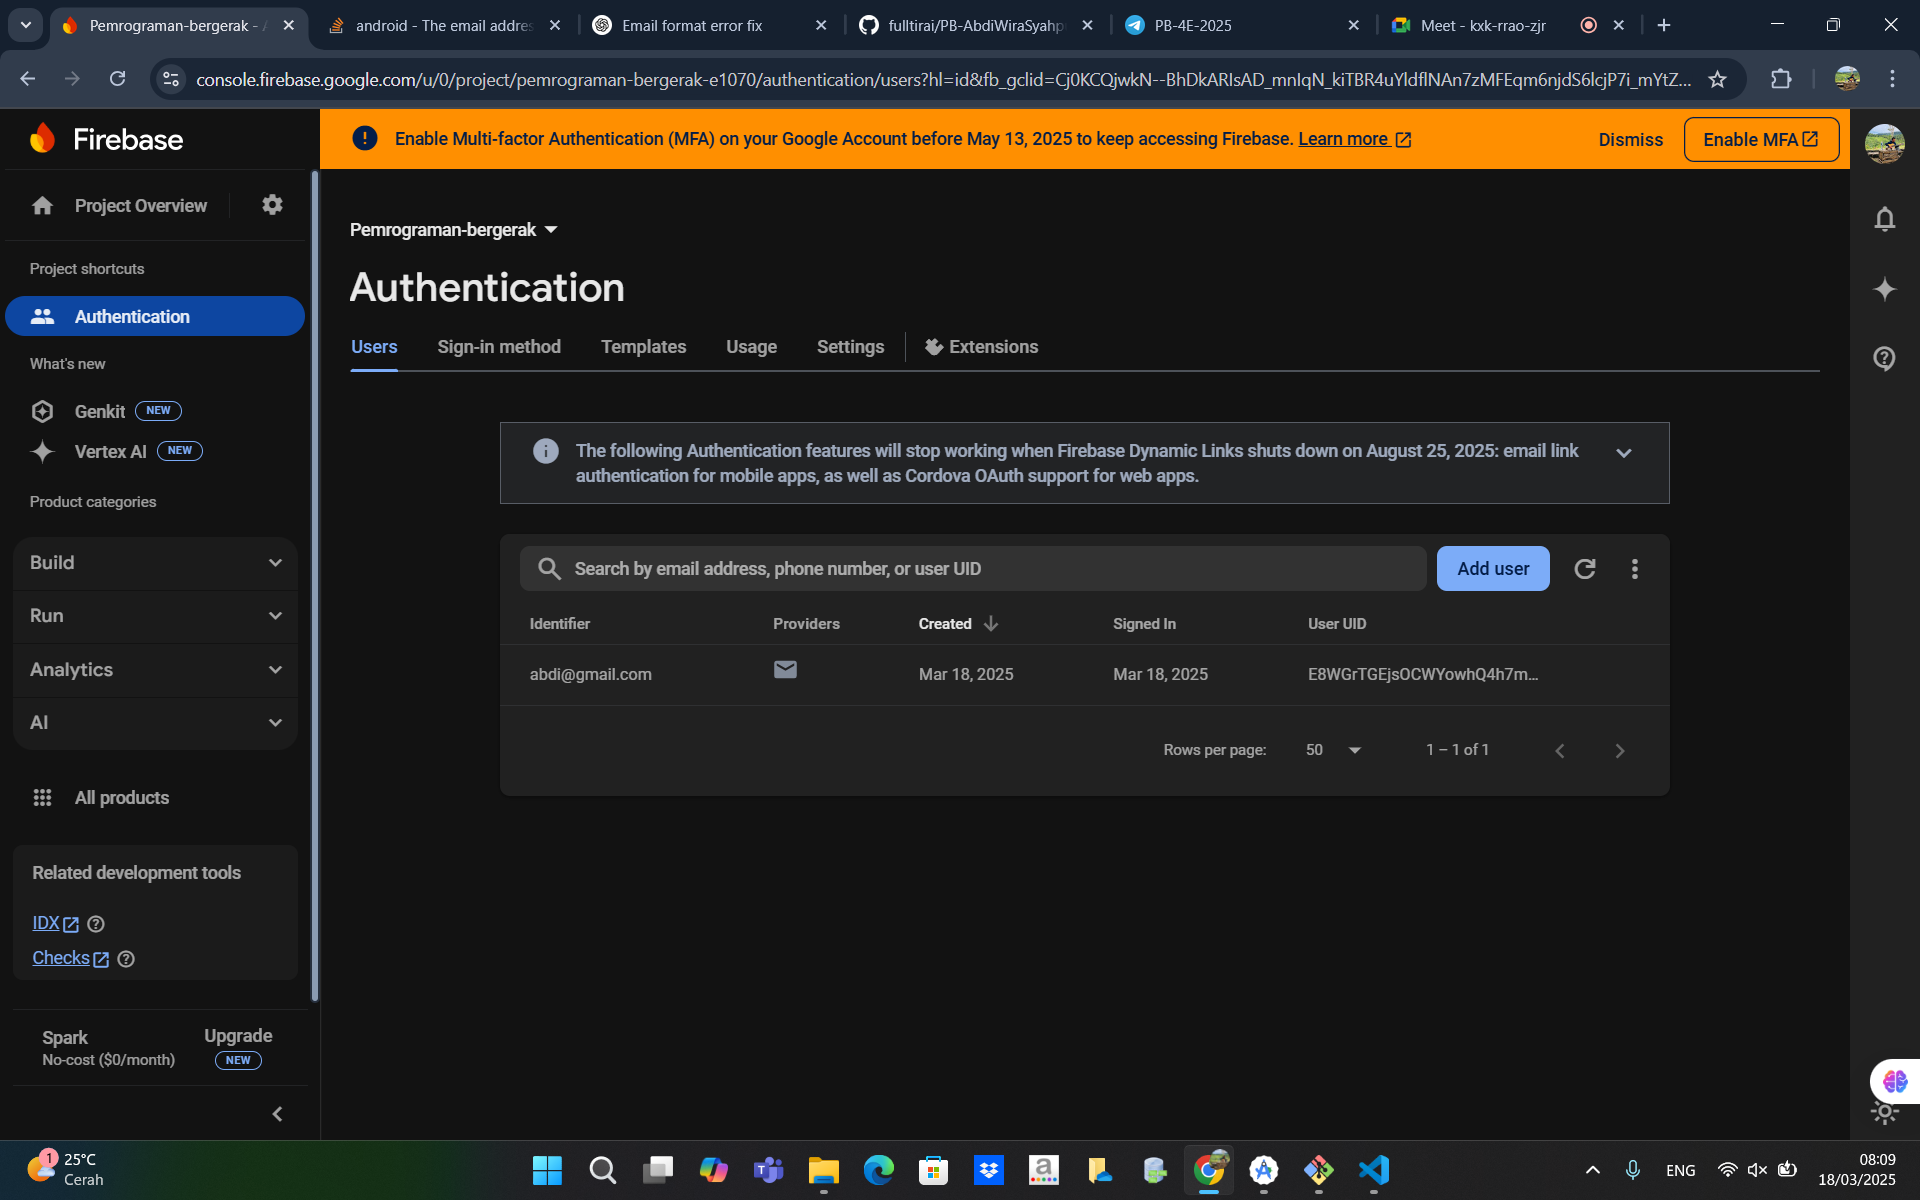 Pemrograman-bergerak - A
android - The email addres
Email format error fix
fulltirai/PB-AbdiWiraSyahp
PB-4E-2025
Meet - kxk-rrao-zjr
console.firebase.google.com/u/0/project/pemrograman-bergerak-e1070/authentication/users?hl=id&fb_gclid=Cj0KCQjwkN--BhDkARIsAD_mnIqN_kiTBR4uYldflNAn7zMFEqm6njdS6lcjP7i_mYtZ...
Firebase
Enable Multi-factor Authentication (MFA) on your Google Account before May 13, 2025 to keep accessing Firebase. Learn more
Dismiss
Enable MFA
Project Overview
Project shortcuts
Authentication
What's new
Genkit NEW
Vertex AI NEW
Product categories
Build
Run
Analytics
AI
All products
Related development tools
IDX
Checks
Spark
No-cost ($0/month)
Upgrade
NEW
Pemrograman-bergerak
Authentication
Users Sign-in method Templates Usage Settings Extensions
The following Authentication features will stop working when Firebase Dynamic Links shuts down on August 25, 2025: email link
authentication for mobile apps, as well as Cordova OAuth support for web apps.
Search by email address, phone number, or user UID
Add user
Identifier Providers Created Signed In User UID
abdi@gmail.com Mar 18, 2025 Mar 18, 2025 E8WGrTGEjsOCWYowhQ4h7m...
Rows per page: 50 1 – 1 of 1
1
25°C
Cerah
ENG
08:09
18/03/2025